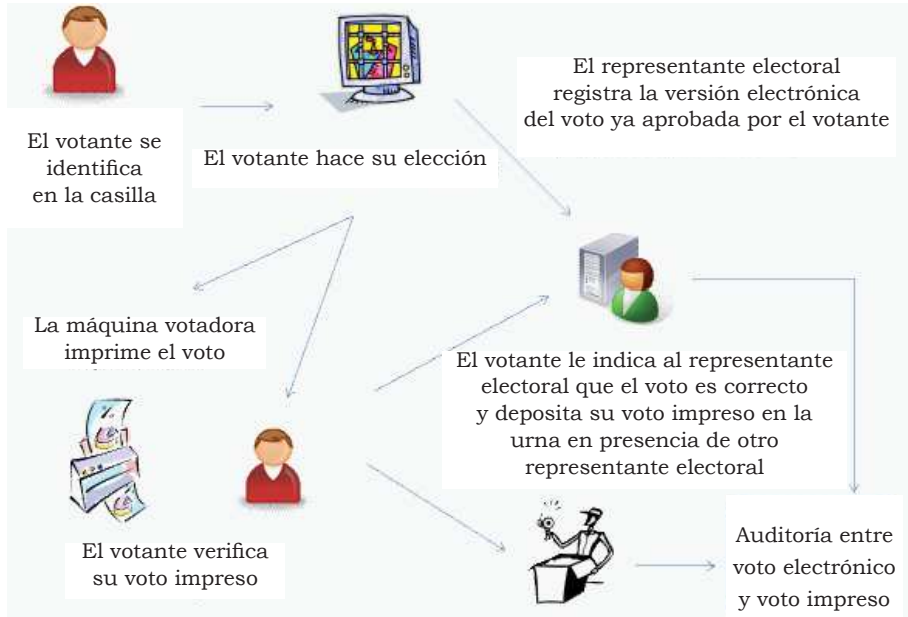 El votante se
identifica
en la casilla
El votante hace su elección
El representante electoral
registra la versión electrónica
del voto ya aprobada por el votante
La máquina votadora
imprime el voto
El votante verifica
su voto impreso
El votante le indica al representante
electoral que el voto es correcto
y deposita su voto impreso en la
urna en presencia de otro
representante electoral
Auditoría entre
voto electrónico
y voto impreso